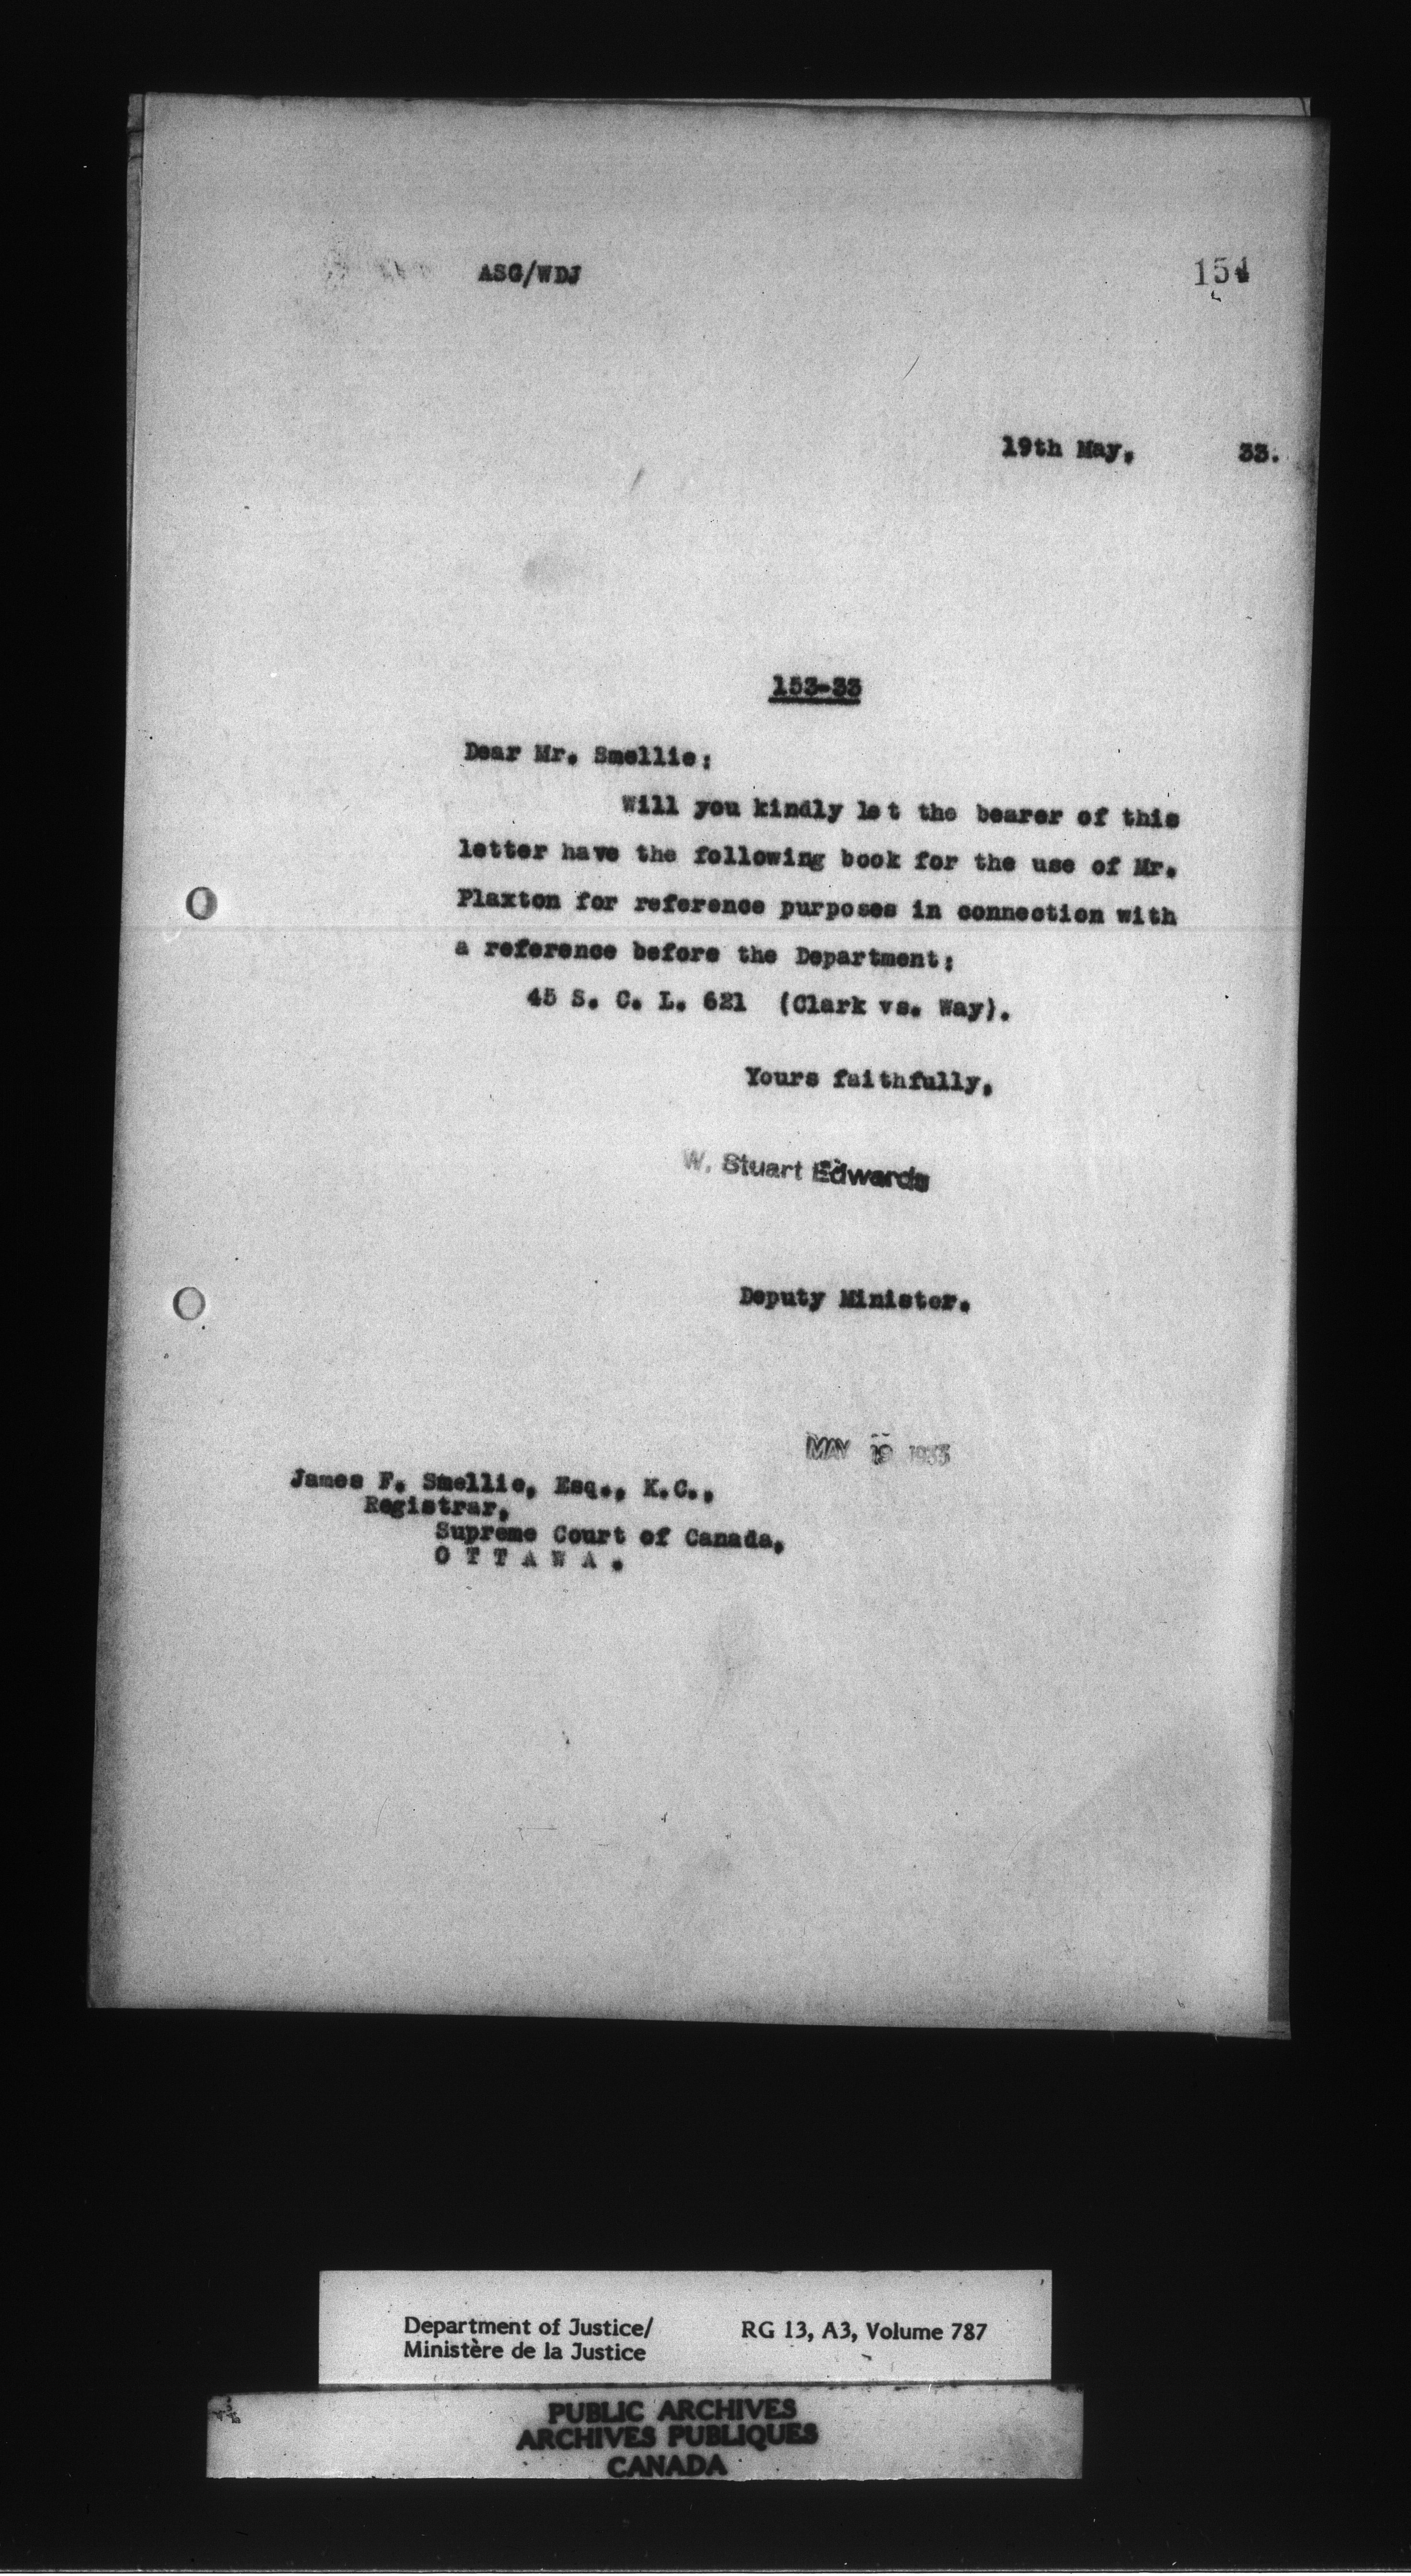 ASG/WDJ
154
19th May, 33.
153-33
Dear Mr. Smellie:
Will you kindly let the bearer of this
letter have the following book for the use of Mr.
Plaxton for reference purposes in connection with
a reference before the Department:
45 S. C. L. 621 (Clark vs. Way).
Yours faithfully,
W. Stuart Edwards
Deputy Minister.
MAY 19 1933
James F. Smellie, Esq., K.C.,
Registrar,
Supreme Court of Canada,
O T T A W A .
Department of Justice/ RG 13, A3, Volume 787
Ministère de la Justice
PUBLIC ARCHIVES
ARCHIVES PUBLIQUES
CANADA